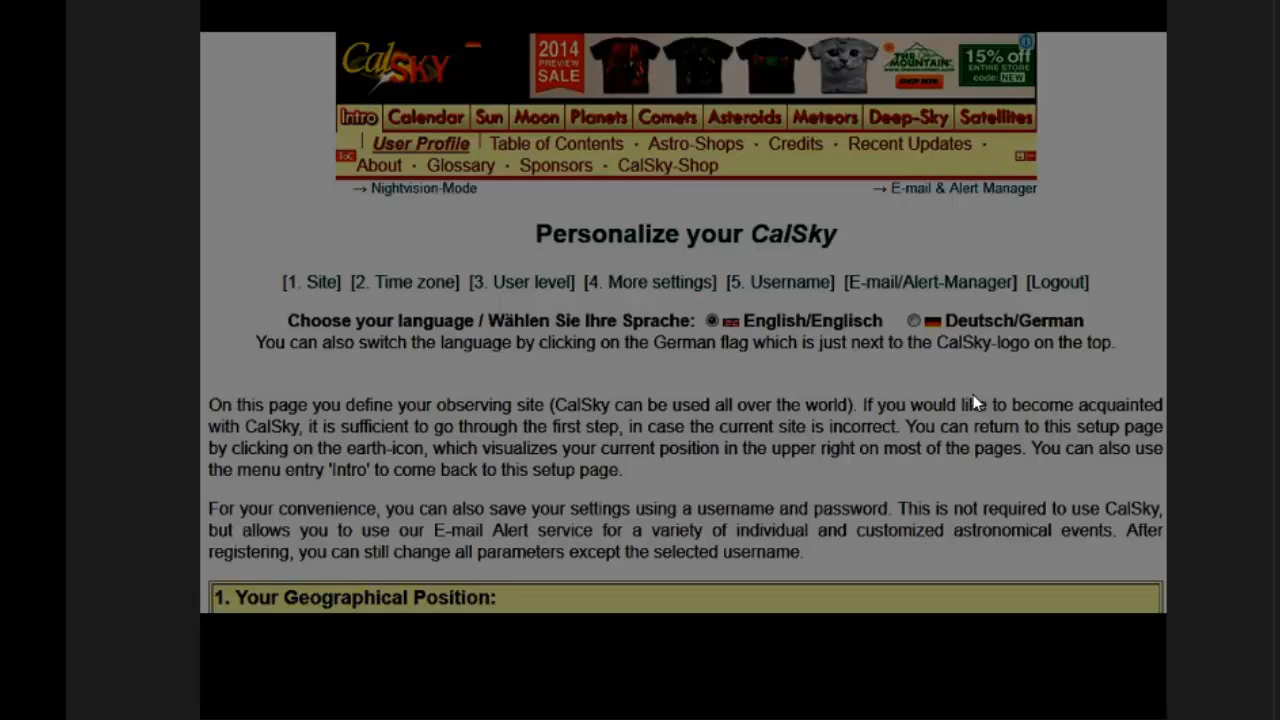 CalSKY
2014
PREVIEW
SALE
THE
MOUNTAIN
www.themountain.com
SHOP NOW
15% off
ENTIRE STORE
code: NEW
Intro Calendar Sun Moon Planets Comets Asteroids Meteors Deep-Sky Satellites
User Profile Table of Contents · Astro-Shops · Credits · Recent Updates ·
ToC About · Glossary · Sponsors · CalSky-Shop
→ Nightvision-Mode → E-mail & Alert Manager
Personalize your CalSky
[1. Site] [2. Time zone] [3. User level] [4. More settings] [5. Username] [E-mail/Alert-Manager] [Logout]
Choose your language / Wählen Sie Ihre Sprache: English/Englisch Deutsch/German
You can also switch the language by clicking on the German flag which is just next to the CalSky-logo on the top.
On this page you define your observing site (CalSky can be used all over the world). If you would like to become acquainted
with CalSky, it is sufficient to go through the first step, in case the current site is incorrect. You can return to this setup page
by clicking on the earth-icon, which visualizes your current position in the upper right on most of the pages. You can also use
the menu entry 'Intro' to come back to this setup page.
For your convenience, you can also save your settings using a username and password. This is not required to use CalSky,
but allows you to use our E-mail Alert service for a variety of individual and customized astronomical events. After
registering, you can still change all parameters except the selected username.
1. Your Geographical Position: